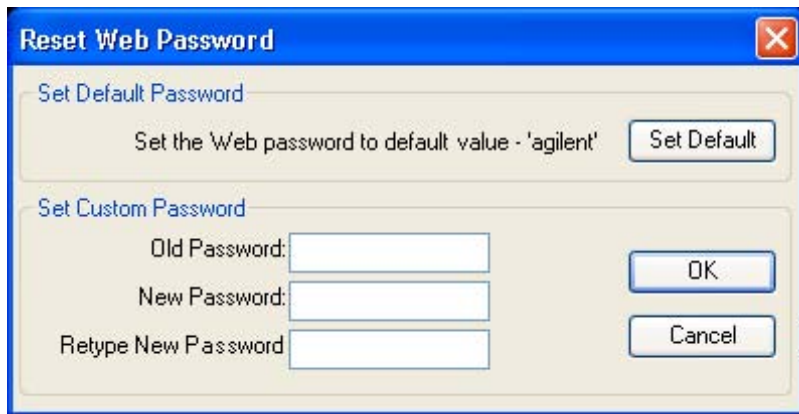 Reset Web Password
Set Default Password
Set the Web password to default value - 'agilent'
Set Default
Set Custom Password
Old Password:
New Password:
Retype New Password
OK
Cancel